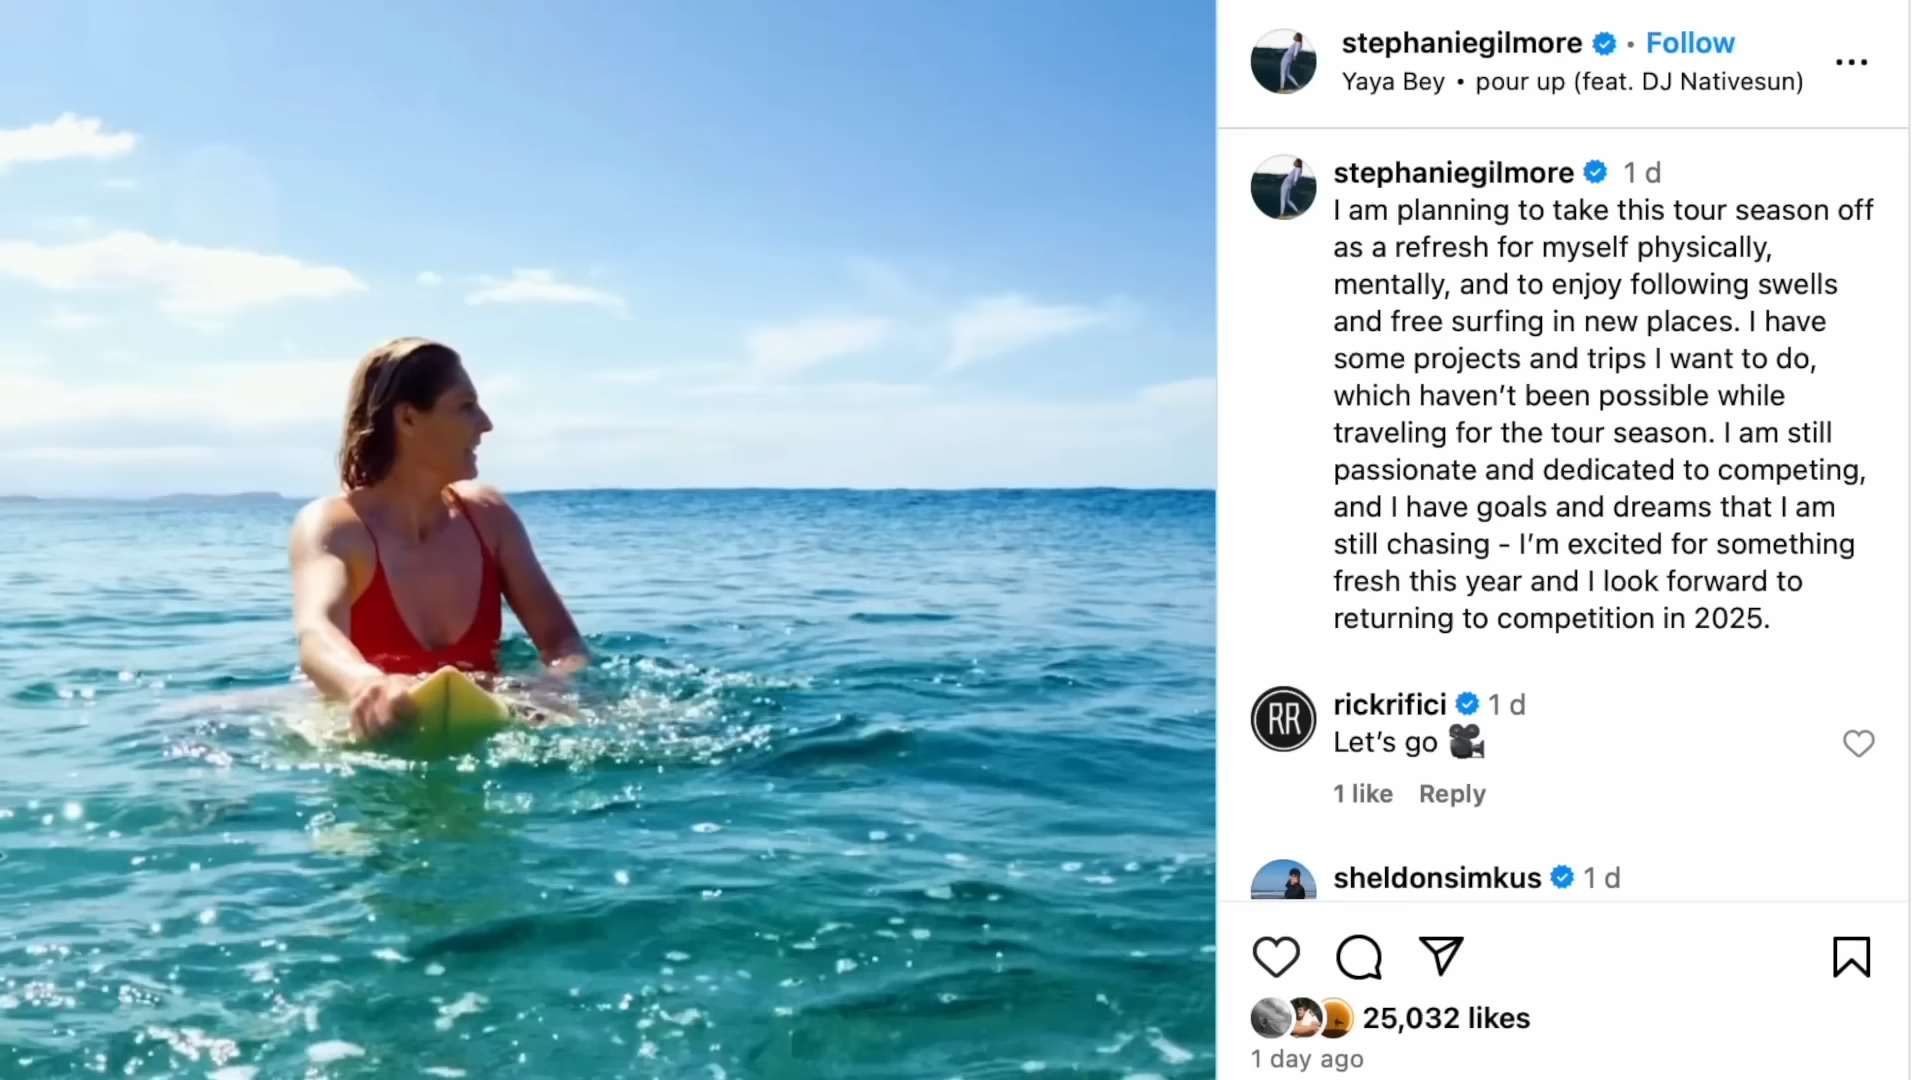 stephaniegilmore • Follow
Yaya Bey • pour up (feat. DJ Nativesun)
stephaniegilmore 1 d
I am planning to take this tour season off
as a refresh for myself physically,
mentally, and to enjoy following swells
and free surfing in new places. I have
some projects and trips I want to do,
which haven’t been possible while
traveling for the tour season. I am still
passionate and dedicated to competing,
and I have goals and dreams that I am
still chasing - I’m excited for something
fresh this year and I look forward to
returning to competition in 2025.
RR
rickrifici 1 d
Let’s go 🎥
1 like Reply
sheldonsimkus 1 d
25,032 likes
1 day ago